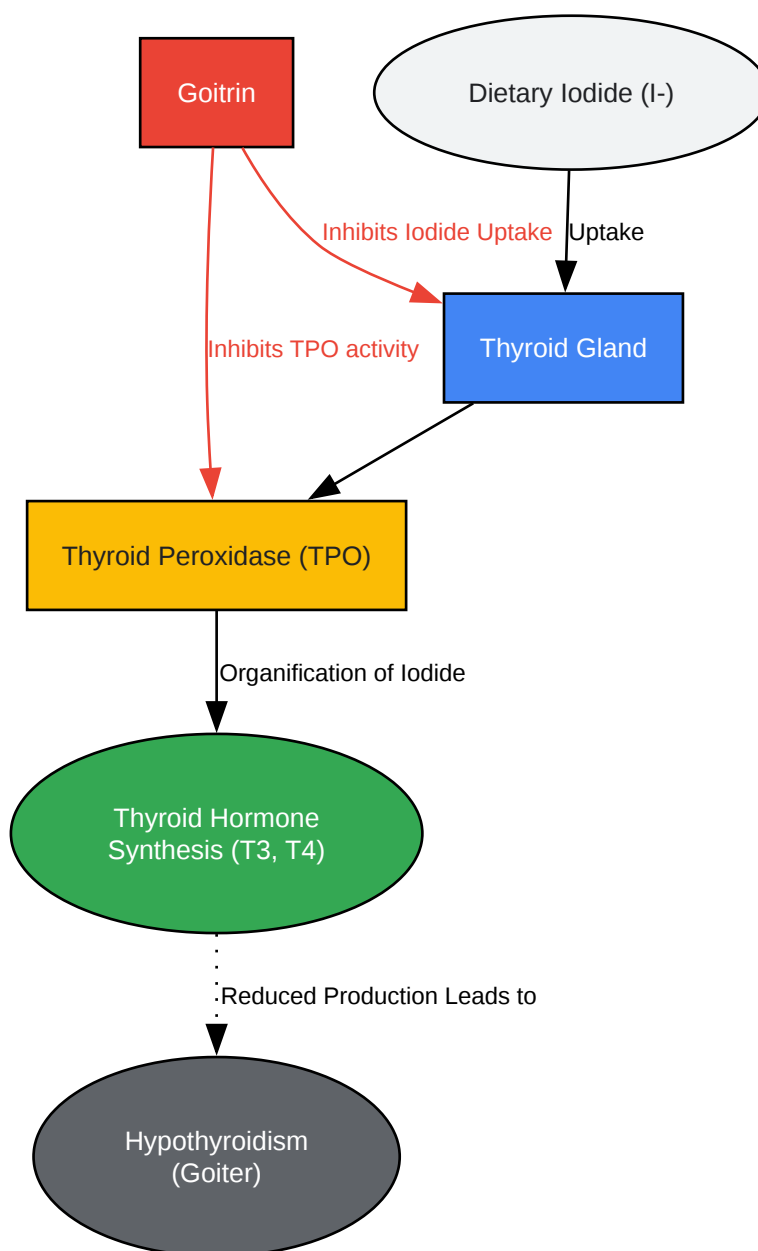 Goitrin
Dietary Iodide (I-)
Inhibits Iodide Uptake
Uptake
Inhibits TPO activity
Thyroid Gland
Thyroid Peroxidase (TPO)
Organification of Iodide
Thyroid Hormone
Synthesis (T3, T4)
Reduced Production Leads to
Hypothyroidism
(Goiter)